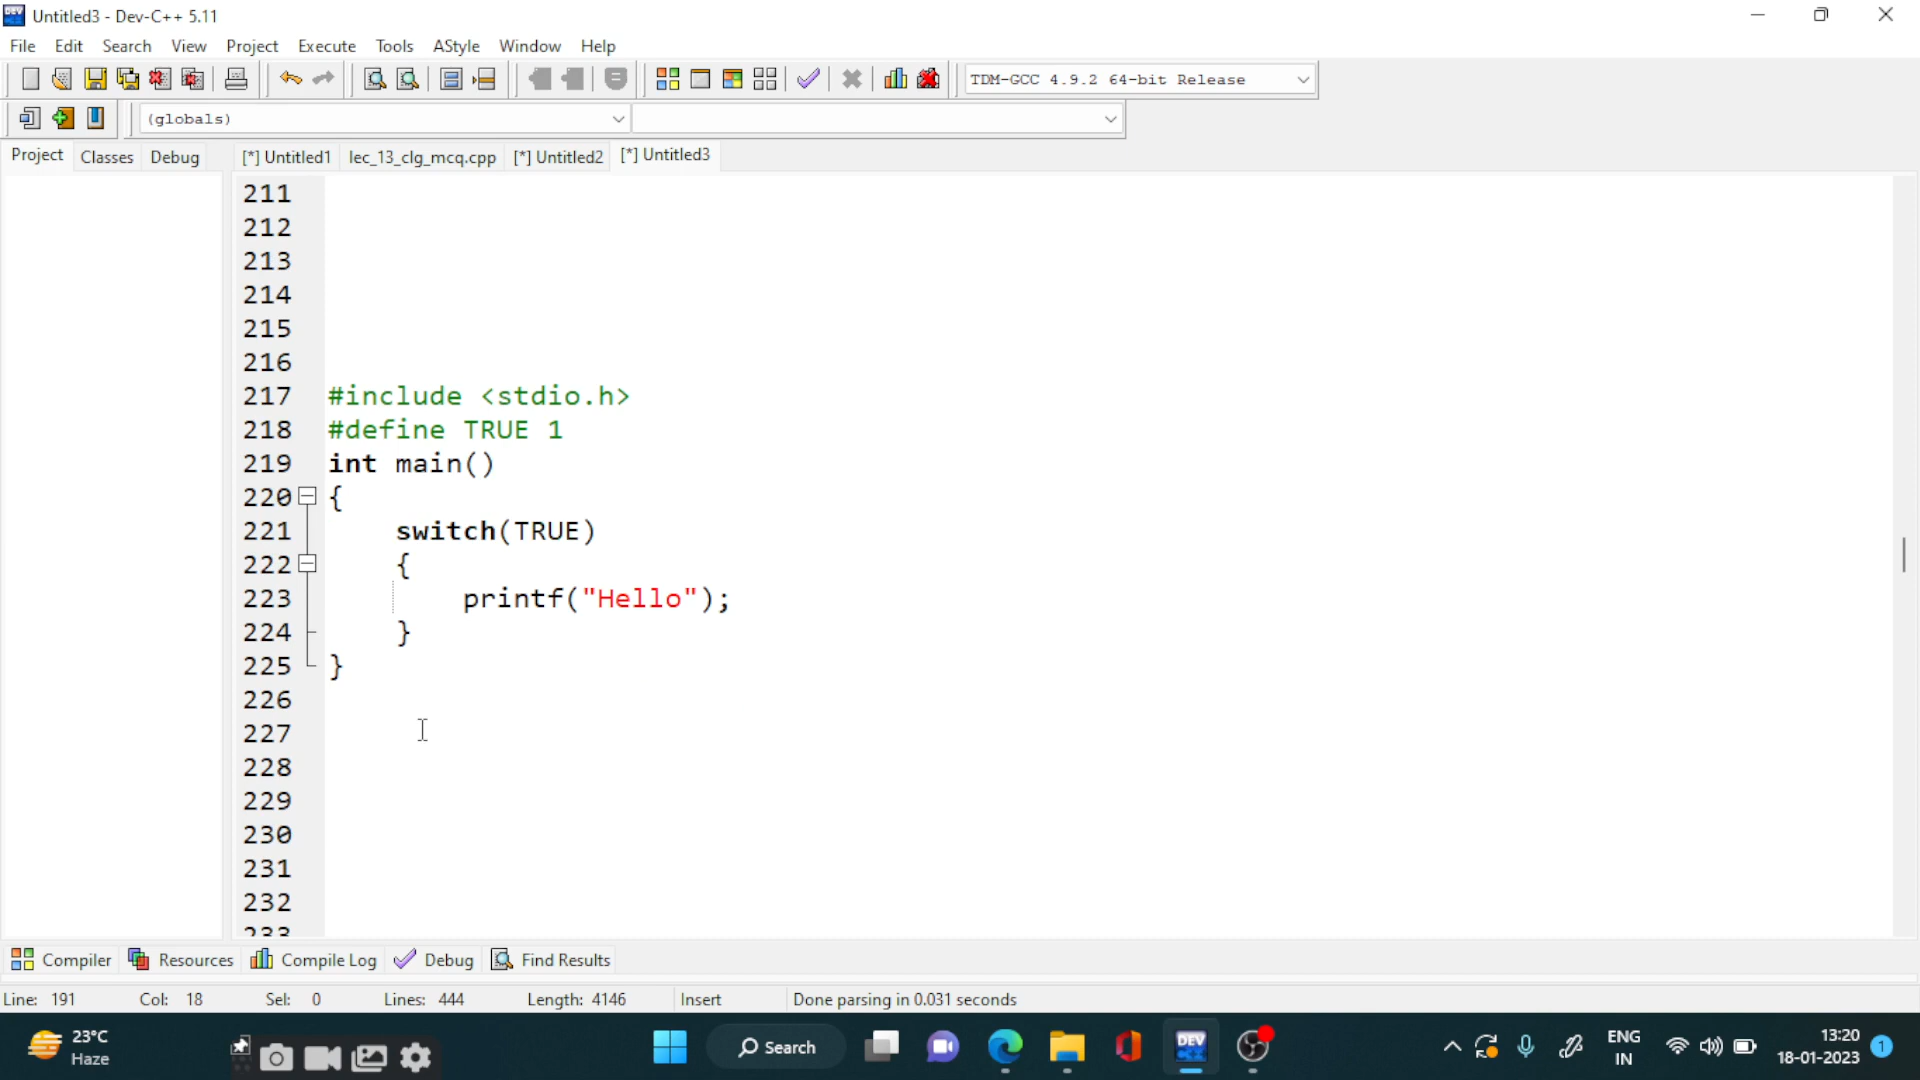 Untitled3 - Dev-C++ 5.11
File Edit Search View Project Execute Tools AStyle Window Help
TDM-GCC 4.9.2 64-bit Release
(globals)
Project Classes Debug [*] Untitled1 lec_13_clg_mcq.cpp [*] Untitled2 [*] Untitled3
211
212
213
214
215
216
217 #include <stdio.h>
218 #define TRUE 1
219 int main()
220 {
221 switch(TRUE)
222 {
223 printf("Hello");
224 }
225 }
226
227
228
229
230
231
232
233
Compiler Resources Compile Log Debug Find Results
Line: 191 Col: 18 Sel: 0 Lines: 444 Length: 4146 Insert Done parsing in 0.031 seconds
23°C
Haze
Search
DEV
C++
ENG
IN
13:20
18-01-2023
1